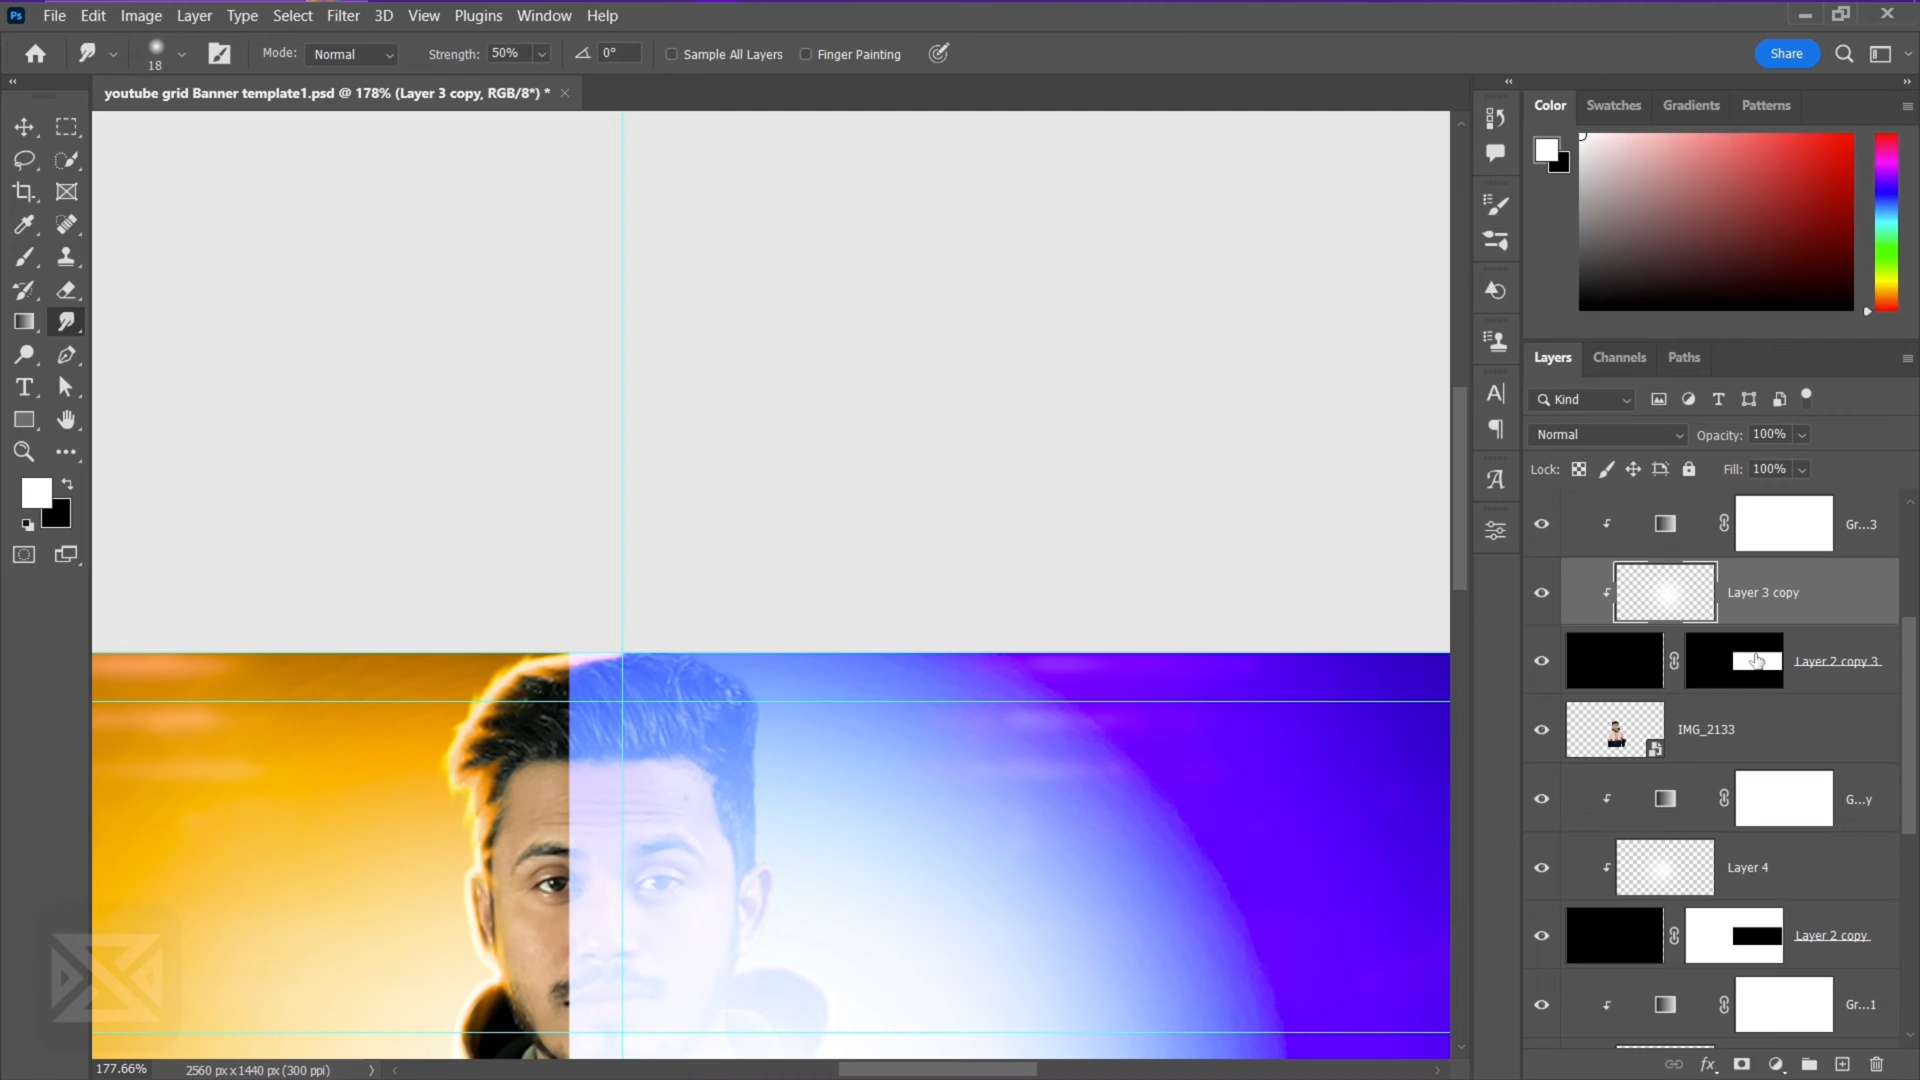 Ps File Edit Image Layer Type Select Filter 3D View Plugins Window Help
18 Mode: Normal Strength: 50% 0° Sample All Layers Finger Painting Share
youtube grid Banner template1.psd @ 178% (Layer 3 copy, RGB/8*) *
Color Swatches Gradients Patterns
Layers Channels Paths
Kind
Normal Opacity: 100%
Lock: Fill: 100%
Gr...3
Layer 3 copy
Layer 2 copy 3
IMG_2133
G...y
Layer 4
Layer 2 copy
Gr...1
177.66% 2560 px x 1440 px (300 ppi)